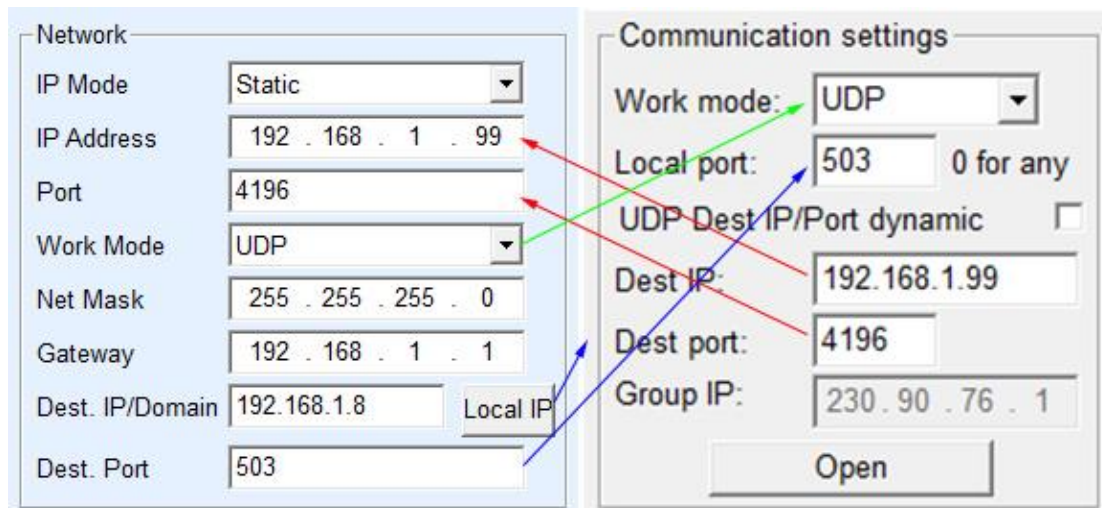 Network
IP Mode Static
IP Address 192 . 168 . 1 . 99
Port 4196
Work Mode UDP
Net Mask 255 . 255 . 255 . 0
Gateway 192 . 168 . 1 . 1
Dest. IP/Domain 192.168.1.8 Local IP
Dest. Port 503
Communication settings
Work mode: UDP
Local port: 503 0 for any
UDP Dest IP/Port dynamic
Dest IP: 192.168.1.99
Dest port: 4196
Group IP: 230 . 90 . 76 . 1
Open